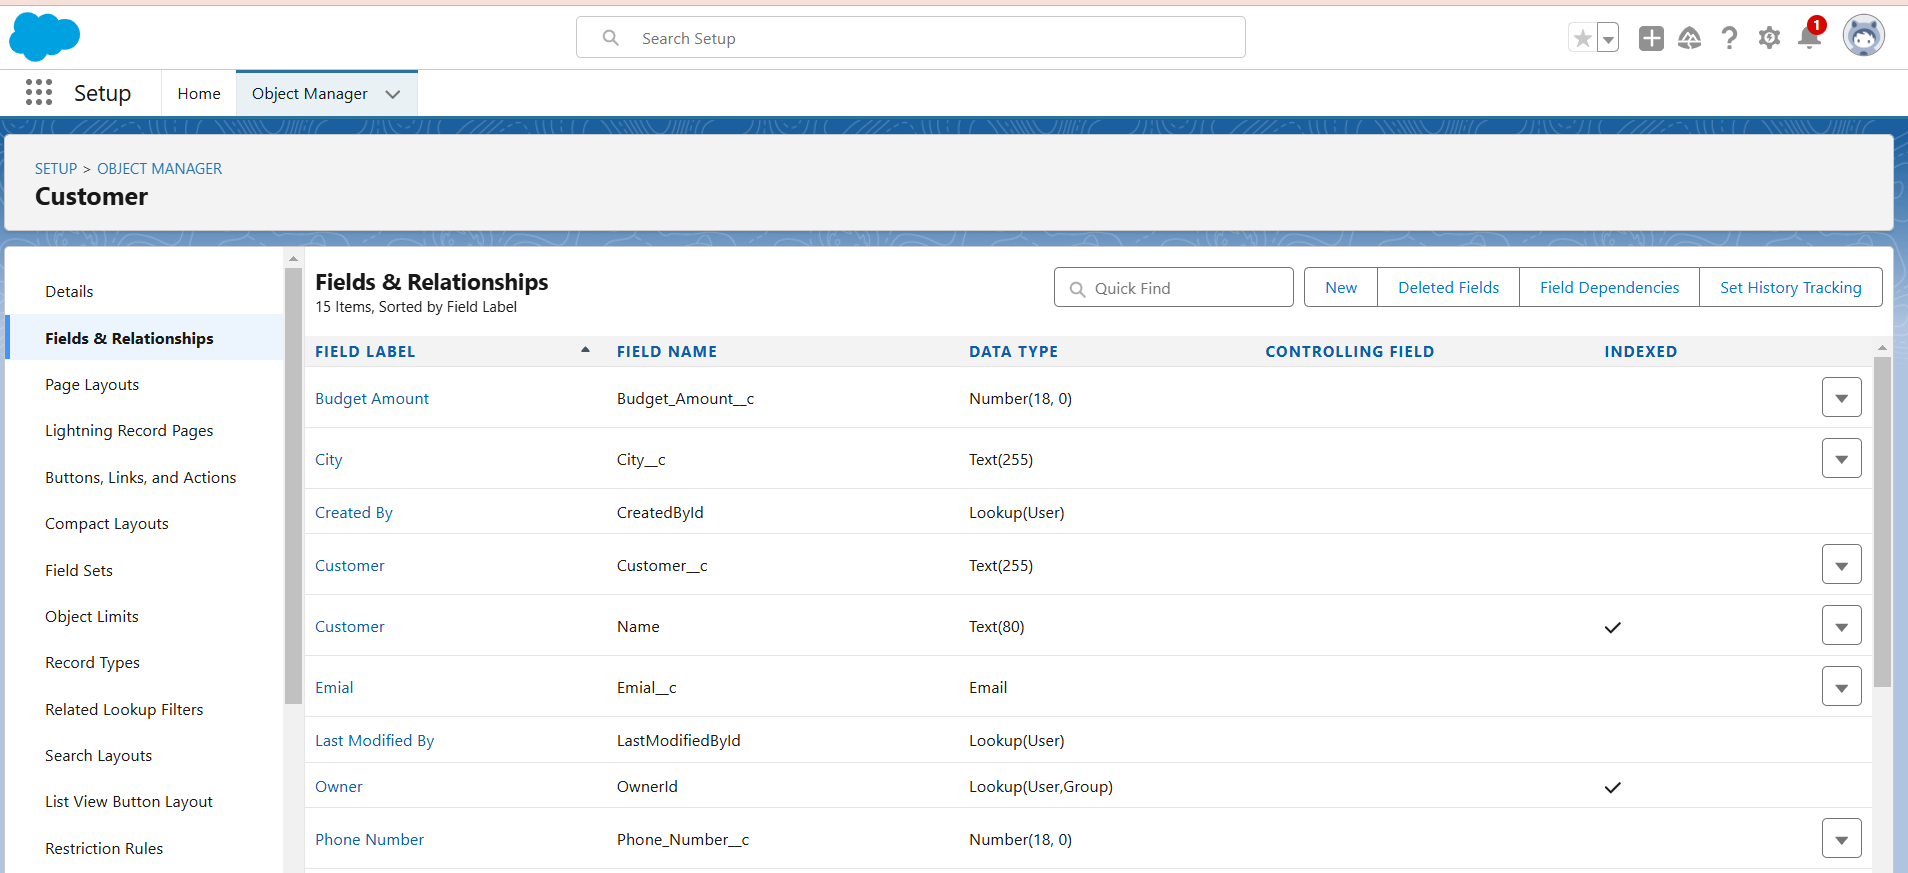 Search Setup
1
Setup
Home
Object Manager
SETUP > OBJECT MANAGER
Customer
Details
Fields & Relationships
Page Layouts
Lightning Record Pages
Buttons, Links, and Actions
Compact Layouts
Field Sets
Object Limits
Record Types
Related Lookup Filters
Search Layouts
List View Button Layout
Restriction Rules
Fields & Relationships
15 Items, Sorted by Field Label
Quick Find
New
Deleted Fields
Field Dependencies
Set History Tracking
FIELD LABEL FIELD NAME DATA TYPE CONTROLLING FIELD INDEXED
Budget Amount Budget_Amount__c Number(18, 0)
City City__c Text(255)
Created By CreatedById Lookup(User)
Customer Customer__c Text(255)
Customer Name Text(80)
Emial Emial__c Email
Last Modified By LastModifiedById Lookup(User)
Owner OwnerId Lookup(User,Group)
Phone Number Phone_Number__c Number(18, 0)